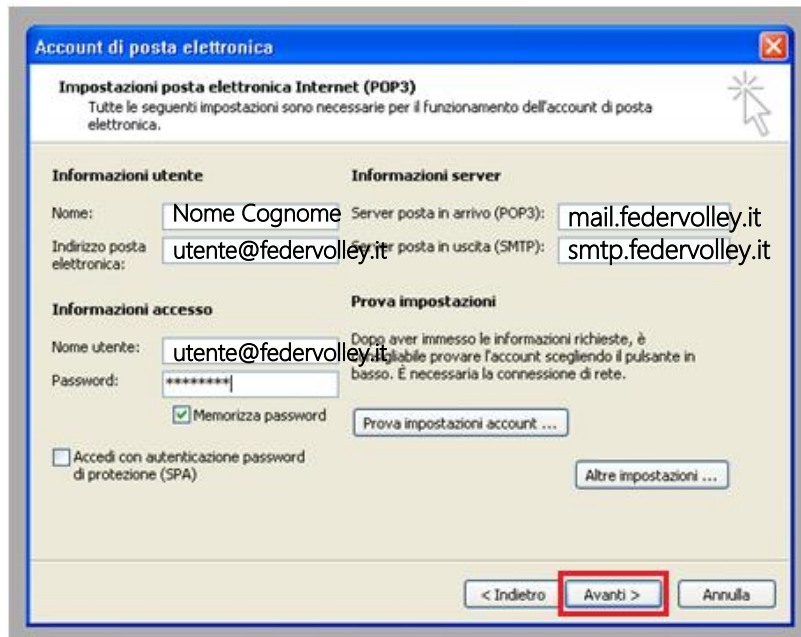 Account di posta elettronica
Impostazioni posta elettronica Internet (POP3)
Tutte le seguenti impostazioni sono necessarie per il funzionamento dell'account di posta
elettronica.
Informazioni utente
Nome:
Nome Cognome
Indirizzo posta
elettronica:
utente@federvolley.it
Informazioni accesso
Nome utente:
utente@federvolley.it
Password:
********
Memorizza password
Accedi con autenticazione password
di protezione (SPA)
Informazioni server
Server posta in arrivo (POP3):
mail.federvolley.it
Server posta in uscita (SMTP):
smtp.federvolley.it
Prova impostazioni
Dopo aver immesso le informazioni richieste, è
consigliabile provare l'account scegliendo il pulsante in
basso. È necessaria la connessione di rete.
Prova impostazioni account ...
Altre impostazioni ...
< Indietro
Avanti >
Annulla